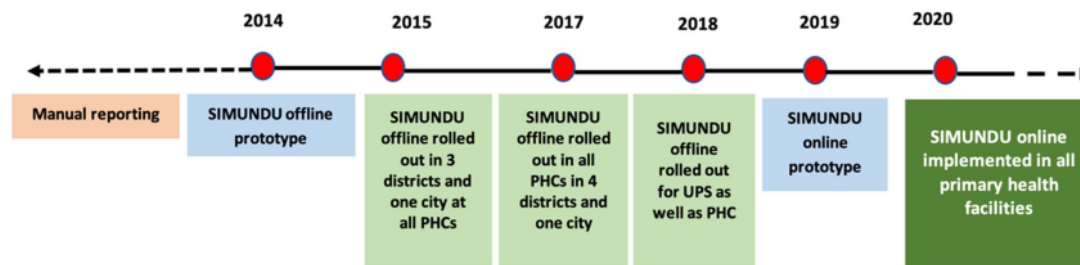 2014
2015
2017
2018
2019
2020
Manual reporting
SIMUNDU offline
prototype
SIMUNDU
offline rolled
out in 3
districts and
one city at
all PHCs
SIMUNDU
offline rolled
out in all
PHCs in 4
districts and
one city
SIMUNDU
offline
rolled out
for UPS as
well as PHC
SIMUNDU
online
prototype
SIMUNDU online
implemented in all
primary health
facilities